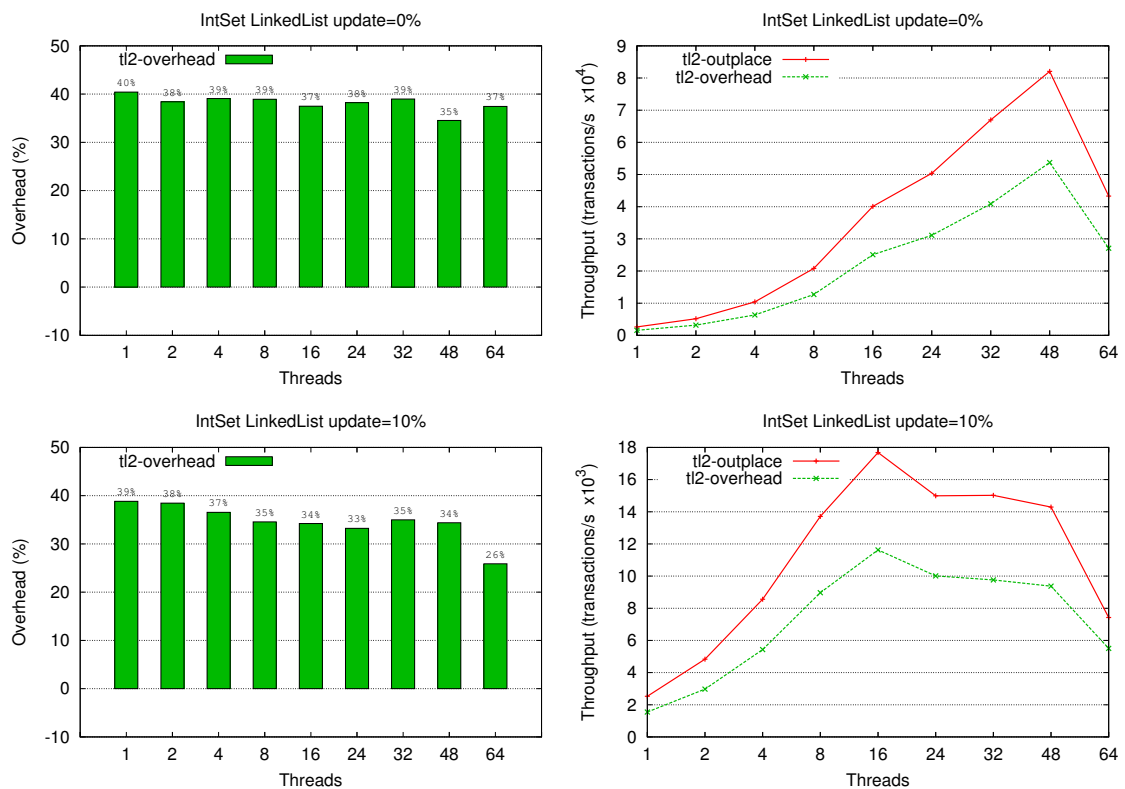 IntSet LinkedList update=0%
50
40
30
20
10
0
-10
Overhead (%)
tl2-overhead
40%
38%
39%
39%
37%
38%
39%
35%
37%
1 2 4 8 16 24 32 48 64
Threads
IntSet LinkedList update=0%
9
8
7
6
5
4
3
2
1
0
Throughput (transactions/s x10^4)
tl2-outplace
tl2-overhead
1 2 4 8 16 24 32 48 64
Threads
IntSet LinkedList update=10%
50
40
30
20
10
0
-10
Overhead (%)
tl2-overhead
39%
38%
37%
35%
34%
33%
35%
34%
26%
1 2 4 8 16 24 32 48 64
Threads
IntSet LinkedList update=10%
18
16
14
12
10
8
6
4
2
0
Throughput (transactions/s x10^3)
tl2-outplace
tl2-overhead
1 2 4 8 16 24 32 48 64
Threads